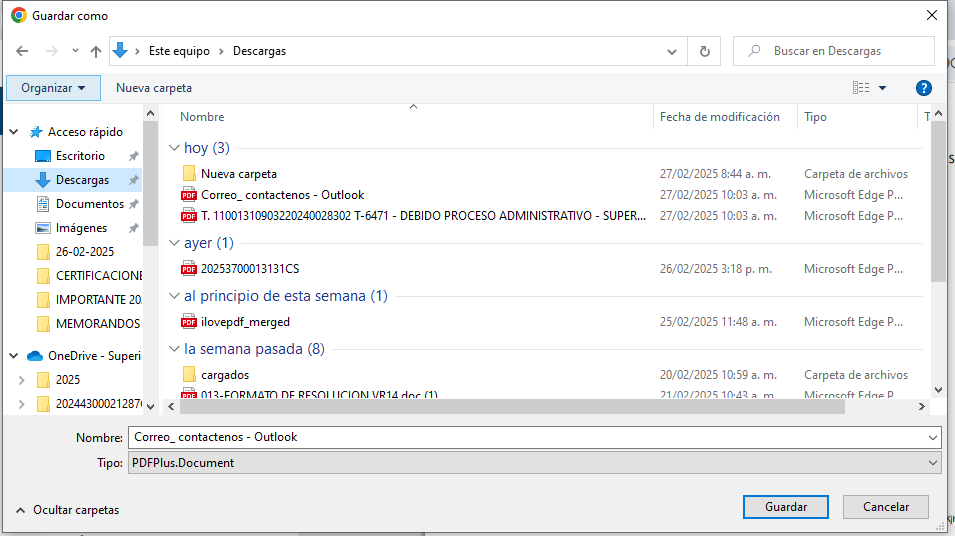 Guardar como
Este equipo > Descargas
Buscar en Descargas
Organizar
Nueva carpeta
Nombre
Fecha de modificación
Tipo
T
Acceso rápido
Escritorio
Descargas
Documentos
Imágenes
26-02-2025
CERTIFICACIONE
IMPORTANTE 20
MEMORANDOS
OneDrive - Superi
2025
2024430002128
hoy (3)
Nueva carpeta 27/02/2025 8:44 a. m. Carpeta de archivos
Correo_ contactenos - Outlook 27/02/2025 10:03 a. m. Microsoft Edge P...
T. 11001310903220240028302 T-6471 - DEBIDO PROCESO ADMINISTRATIVO - SUPER... 27/02/2025 10:03 a. m. Microsoft Edge P...
ayer (1)
20253700013131CS 26/02/2025 3:18 p. m. Microsoft Edge P...
al principio de esta semana (1)
ilovepdf_merged 25/02/2025 11:48 a. m. Microsoft Edge P...
la semana pasada (8)
cargados 20/02/2025 10:59 a. m. Carpeta de archivos
013-FORMATO DE RESOLUCION VR14.doc (1) 21/02/2025 10:43 a. m. Microsoft Edge P...
Nombre: Correo_ contactenos - Outlook
Tipo: PDFPlus.Document
Ocultar carpetas
Guardar
Cancelar